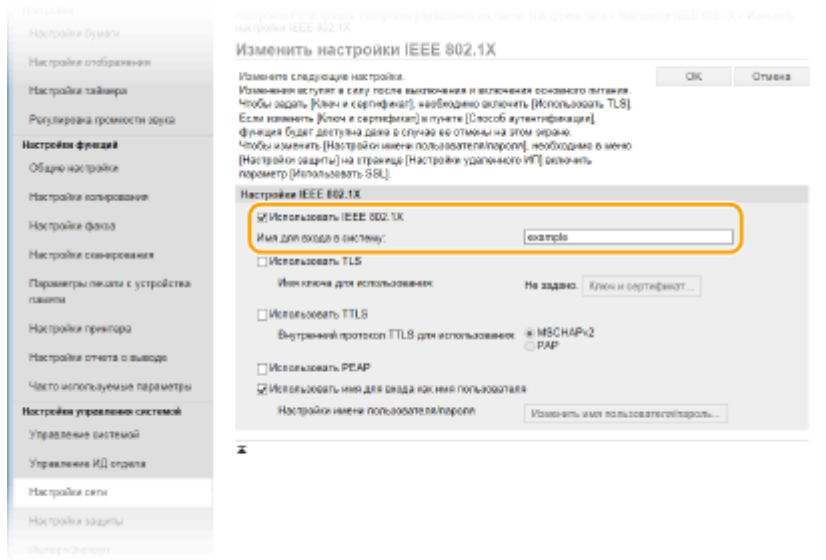 Настройки бумаги
Настройки отображения
Настройки таймера
Регулировка громкости звука
Настройки функций
Общие настройки
Настройки копирования
Настройки факса
Настройки сканирования
Параметры печати с устройства
памяти
Настройки принтера
Настройки отчета о выводе
Часто используемые параметры
Настройки управления системой
Управление системой
Управление ИД отдела
Настройки сети
Настройки защиты
Импорт/Экспорт
настройки IEEE 802.1X
Изменить настройки IEEE 802.1X
Измените следующие настройки.
OK
Отмена
Изменения вступят в силу после выключения и включения основного питания.
Чтобы задать [Ключ и сертификат], необходимо включить [Использовать TLS].
Если изменить [Ключ и сертификат] в пункте [Способ аутентификации],
функция будет доступна даже в случае ее отмены на этом экране.
Чтобы изменить [Настройки имени пользователя/пароля], необходимо в меню
[Настройки защиты] на странице [Настройки удаленного ИП] включить
параметр [Использовать SSL].
Настройки IEEE 802.1X
Использовать IEEE 802.1X
Имя для входа в систему:
example
Использовать TLS
Имя ключа для использования:
Не задано.
Ключ и сертификат...
Использовать TTLS
Внутренний протокол TTLS для использования:
MSCHAPv2
PAP
Использовать PEAP
Использовать имя для входа как имя пользователя
Настройки имени пользователя/пароля
Изменить имя пользователя/пароль...